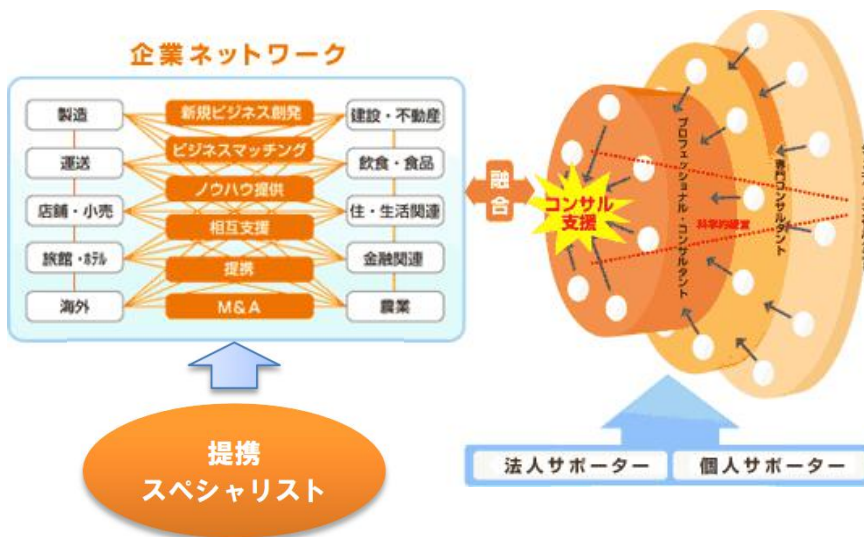 企業ネットワーク
製造
運送
店舗・小売
旅館・ホテル
海外
新規ビジネス創発
ビジネスマッチング
ノウハウ提供
相互支援
提携
M&A
建設・不動産
飲食・食品
住・生活関連
金融関連
農業
融合
コンサル
支援
プロフェッショナル・コンサルタント
科学的経営
専門コンサルタント
提携
スペシャリスト
法人サポーター
個人サポーター